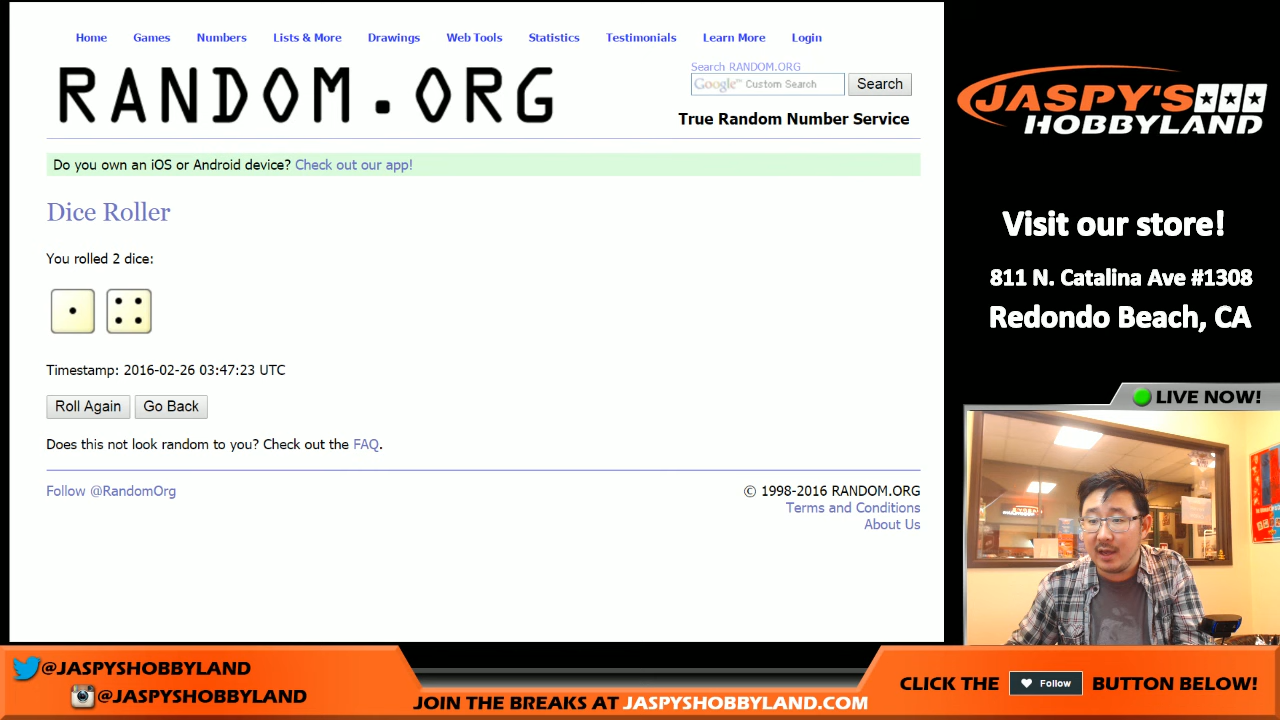 Home Games Numbers Lists & More Drawings Web Tools Statistics Testimonials Learn More Login
RANDOM.ORG
Search RANDOM.ORG
Google™ Custom Search Search
True Random Number Service
Do you own an iOS or Android device? Check out our app!
Dice Roller
You rolled 2 dice:
Timestamp: 2016-02-26 03:47:23 UTC
Roll Again Go Back
Does this not look random to you? Check out the FAQ.
Follow @RandomOrg
© 1998-2016 RANDOM.ORG
Terms and Conditions
About Us
JASPY'S
HOBBYLAND
Visit our store!
811 N. Catalina Ave #1308
Redondo Beach, CA
LIVE NOW!
@JASPYSHOBBYLAND
@JASPYSHOBBYLAND
JOIN THE BREAKS AT JASPYSHOBBYLAND.COM
CLICK THE Follow BUTTON BELOW!